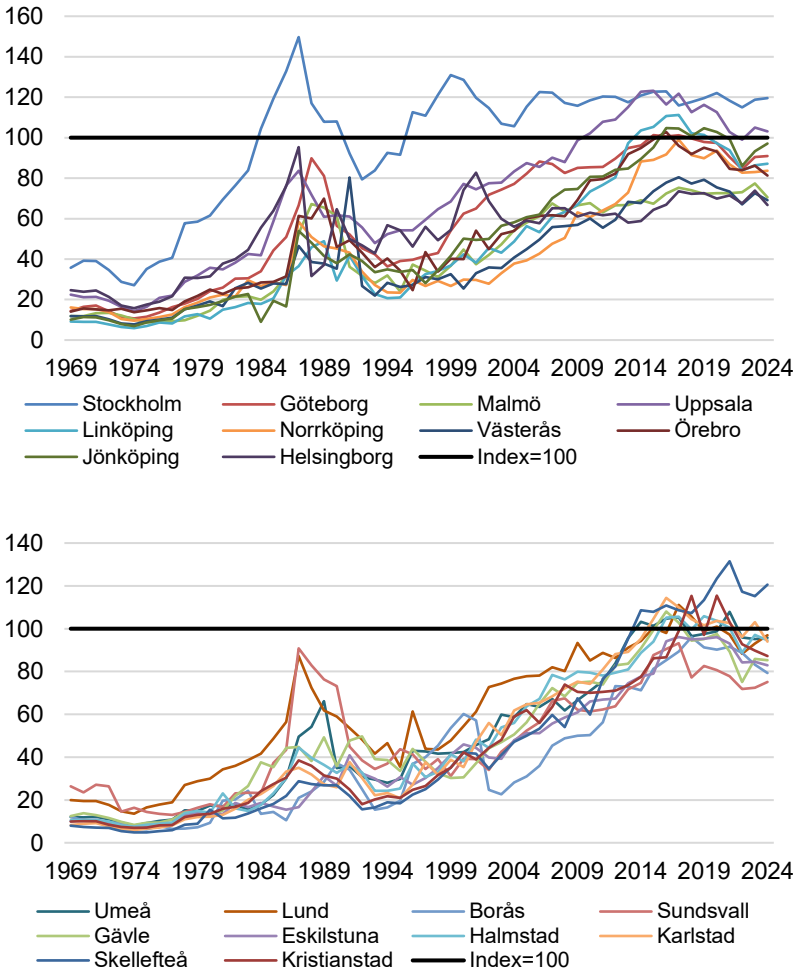 160
140
120
100
80
60
40
20
0
1969 1974 1979 1984 1989 1994 1999 2004 2009 2014 2019 2024
Stockholm Göteborg Malmö Uppsala
Linköping Norrköping Västerås Örebro
Jönköping Helsingborg Index=100
140
120
100
80
60
40
20
0
1969 1974 1979 1984 1989 1994 1999 2004 2009 2014 2019 2024
Umeå Lund Borås Sundsvall
Gävle Eskilstuna Halmstad Karlstad
Skellefteå Kristianstad Index=100